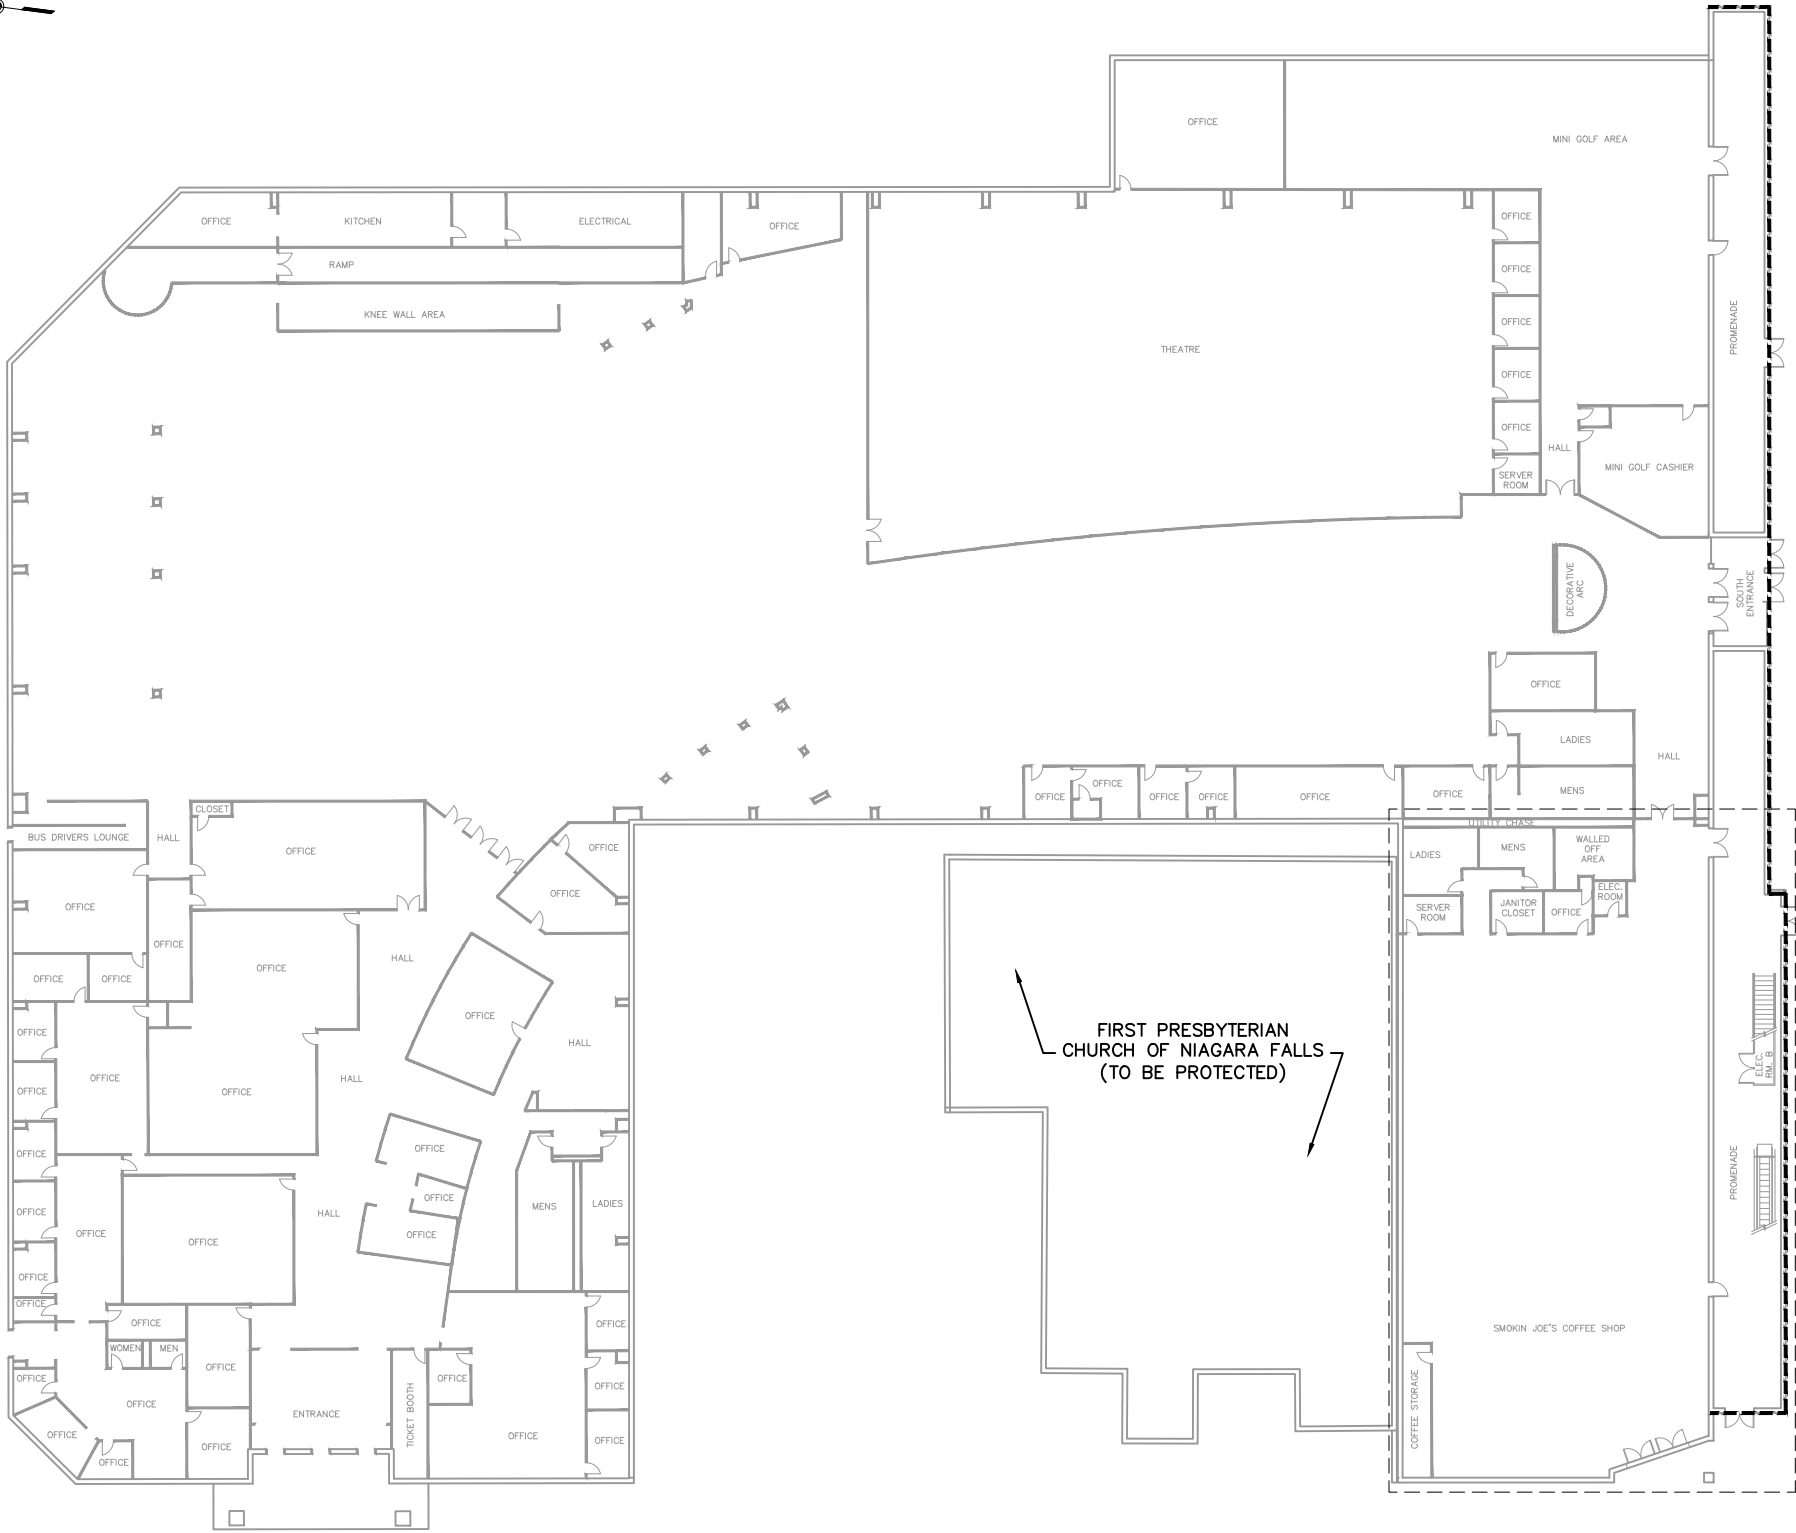 OFFICE
MINI GOLF AREA
OFFICE
KITCHEN
ELECTRICAL
OFFICE
OFFICE
RAMP
OFFICE
KNEE WALL AREA
OFFICE
PROMENADE
THEATRE
OFFICE
OFFICE
HALL
MINI GOLF CASHIER
SERVER
ROOM
DECORATIVE
ARC
SOUTH
ENTRANCE
OFFICE
LADIES
HALL
OFFICE
OFFICE
OFFICE
OFFICE
OFFICE
OFFICE
MENS
CLOSET
UTILITY CHASE
BUS DRIVERS LOUNGE
HALL
OFFICE
OFFICE
LADIES
MENS
WALLED
OFF
AREA
OFFICE
OFFICE
ELEC.
ROOM
SERVER
ROOM
JANITOR
CLOSET
OFFICE
OFFICE
HALL
OFFICE
OFFICE
OFFICE
OFFICE
OFFICE
HALL
FIRST PRESBYTERIAN
CHURCH OF NIAGARA FALLS
(TO BE PROTECTED)
ELEC.
RM. B
OFFICE
OFFICE
HALL
OFFICE
OFFICE
OFFICE
OFFICE
PROMENADE
OFFICE
OFFICE
HALL
OFFICE
MENS
LADIES
OFFICE
OFFICE
OFFICE
OFFICE
OFFICE
OFFICE
OFFICE
SMOKIN JOE'S COFFEE SHOP
WOMEN
MEN
OFFICE
OFFICE
OFFICE
OFFICE
OFFICE
ENTRANCE
TICKET BOOTH
COFFEE STORAGE
OFFICE
OFFICE
OFFICE
OFFICE
OFFICE